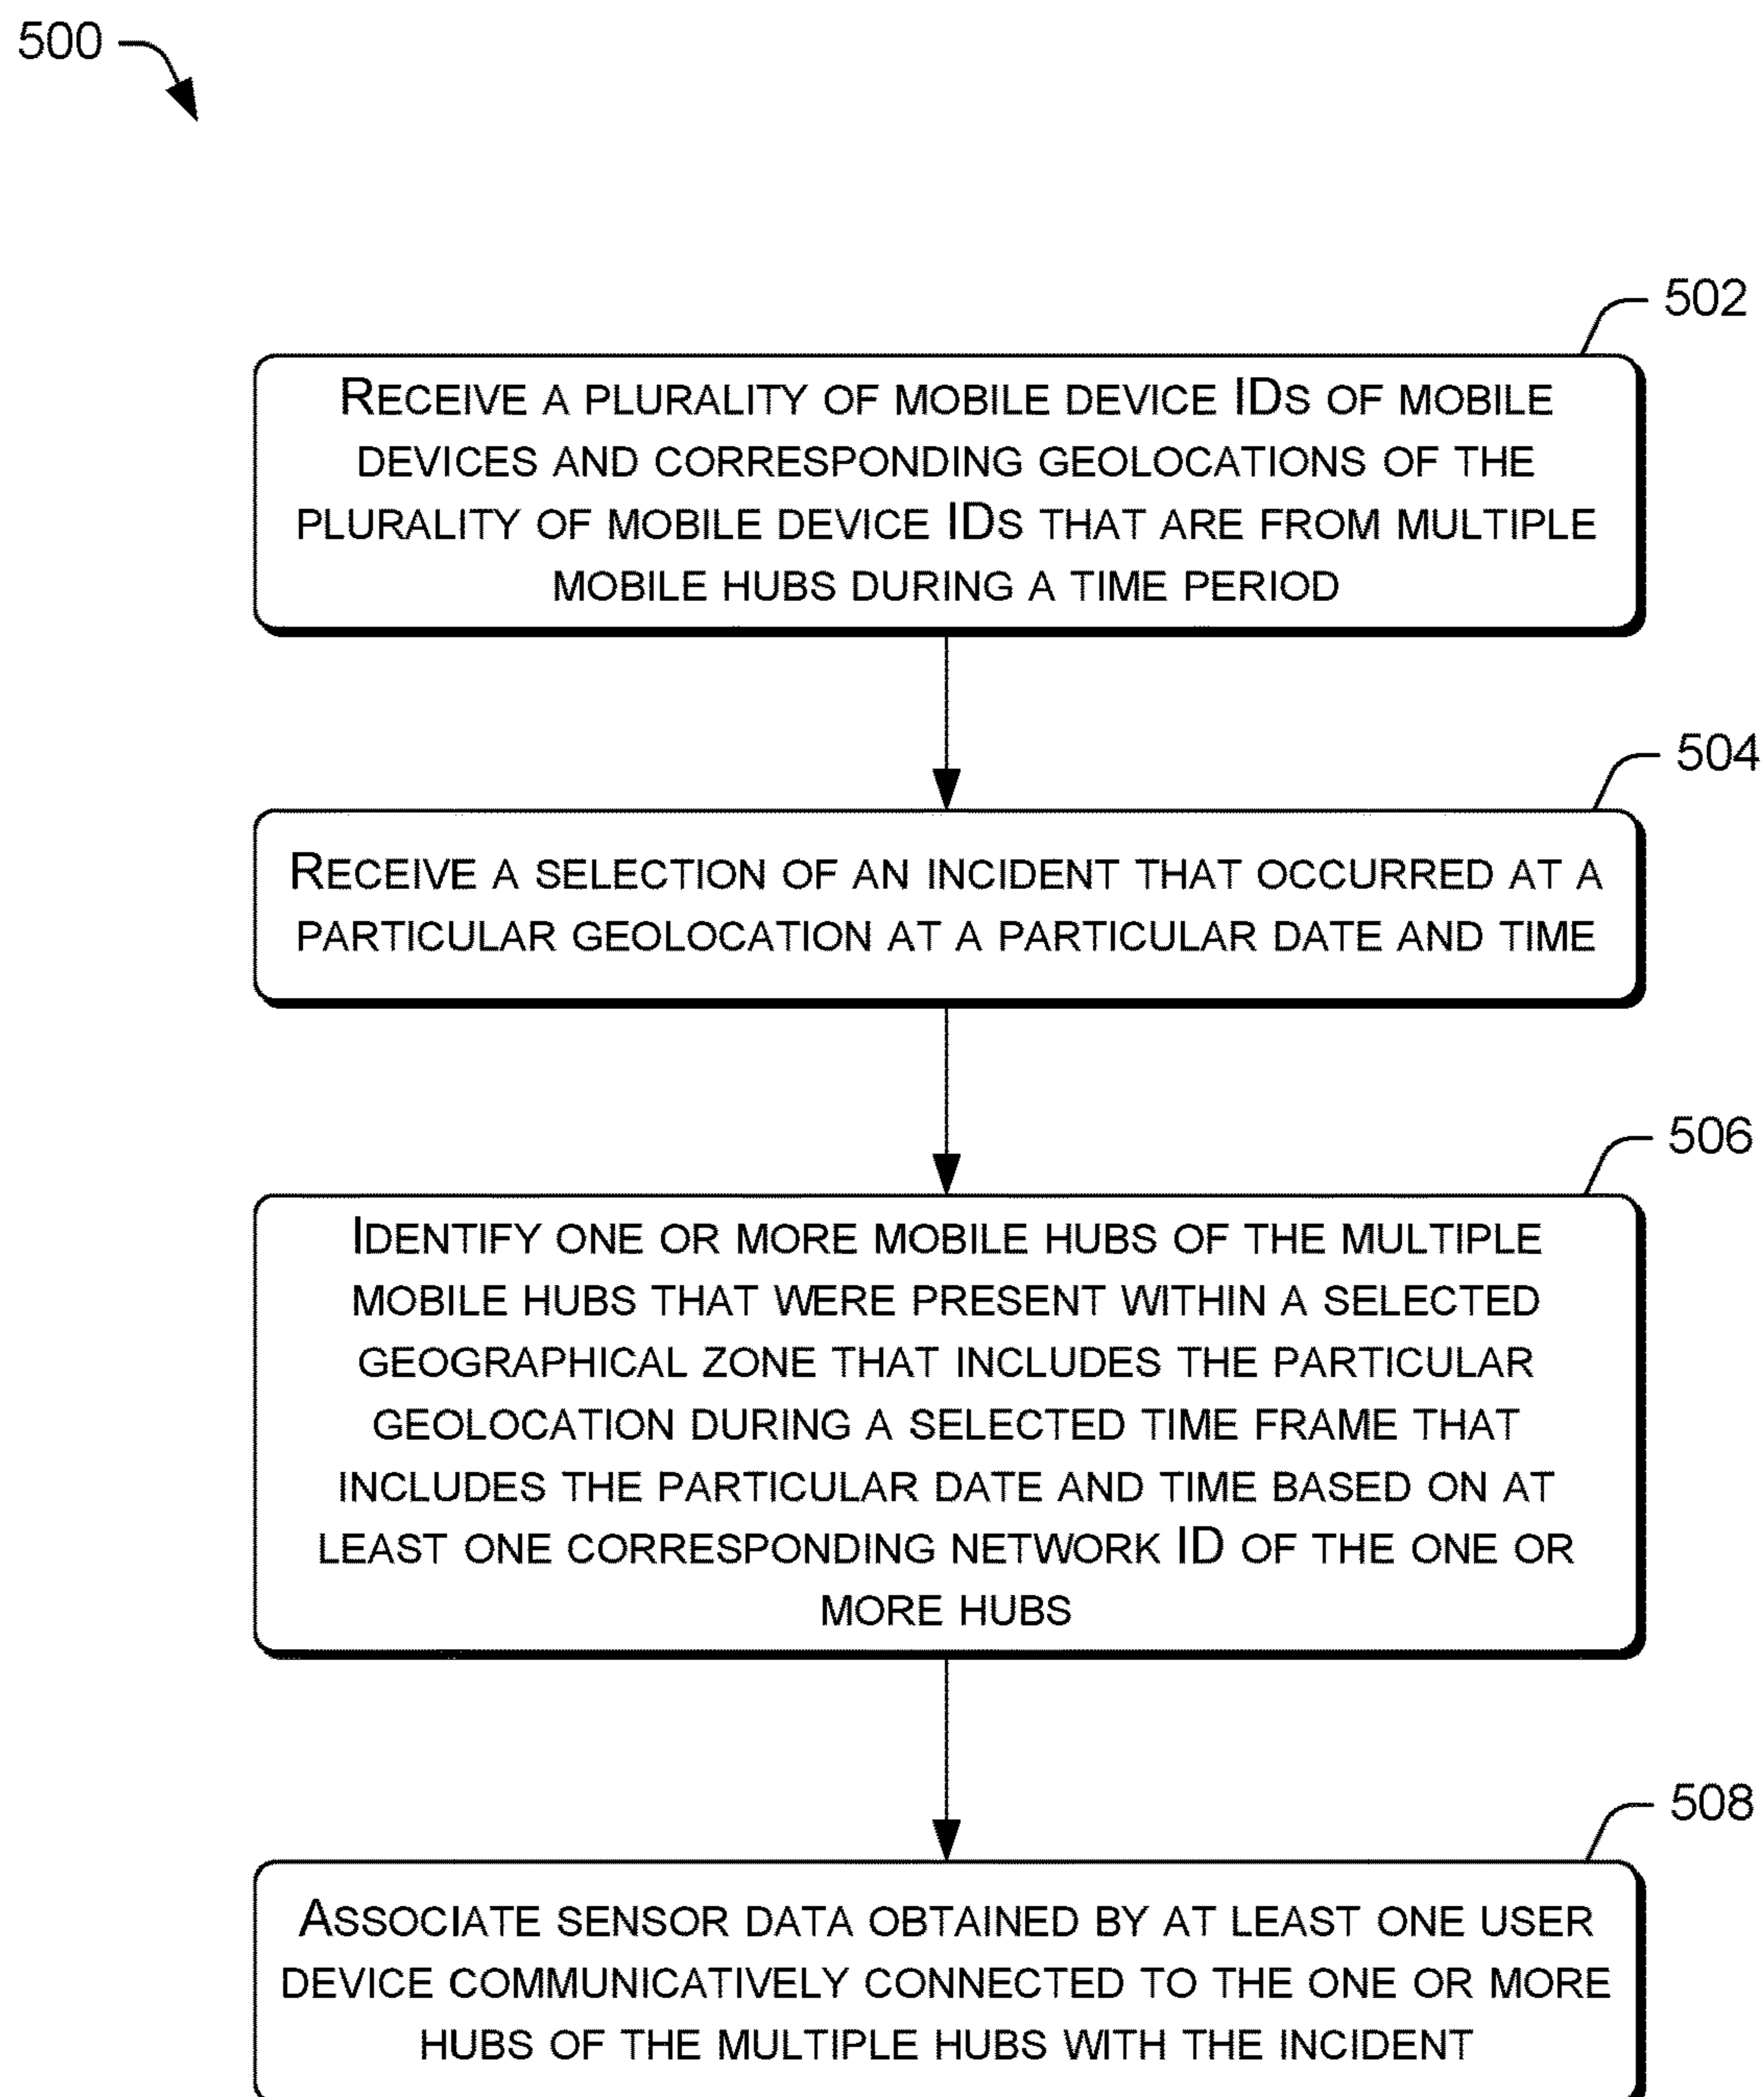 500
502
RECEIVE A PLURALITY OF MOBILE DEVICE IDS OF MOBILE
DEVICES AND CORRESPONDING GEOLOCATIONS OF THE
PLURALITY OF MOBILE DEVICE IDS THAT ARE FROM MULTIPLE
MOBILE HUBS DURING A TIME PERIOD
504
RECEIVE A SELECTION OF AN INCIDENT THAT OCCURRED AT A
PARTICULAR GEOLOCATION AT A PARTICULAR DATE AND TIME
506
IDENTIFY ONE OR MORE MOBILE HUBS OF THE MULTIPLE
MOBILE HUBS THAT WERE PRESENT WITHIN A SELECTED
GEOGRAPHICAL ZONE THAT INCLUDES THE PARTICULAR
GEOLOCATION DURING A SELECTED TIME FRAME THAT
INCLUDES THE PARTICULAR DATE AND TIME BASED ON AT
LEAST ONE CORRESPONDING NETWORK ID OF THE ONE OR
MORE HUBS
508
ASSOCIATE SENSOR DATA OBTAINED BY AT LEAST ONE USER
DEVICE COMMUNICATIVELY CONNECTED TO THE ONE OR MORE
HUBS OF THE MULTIPLE HUBS WITH THE INCIDENT